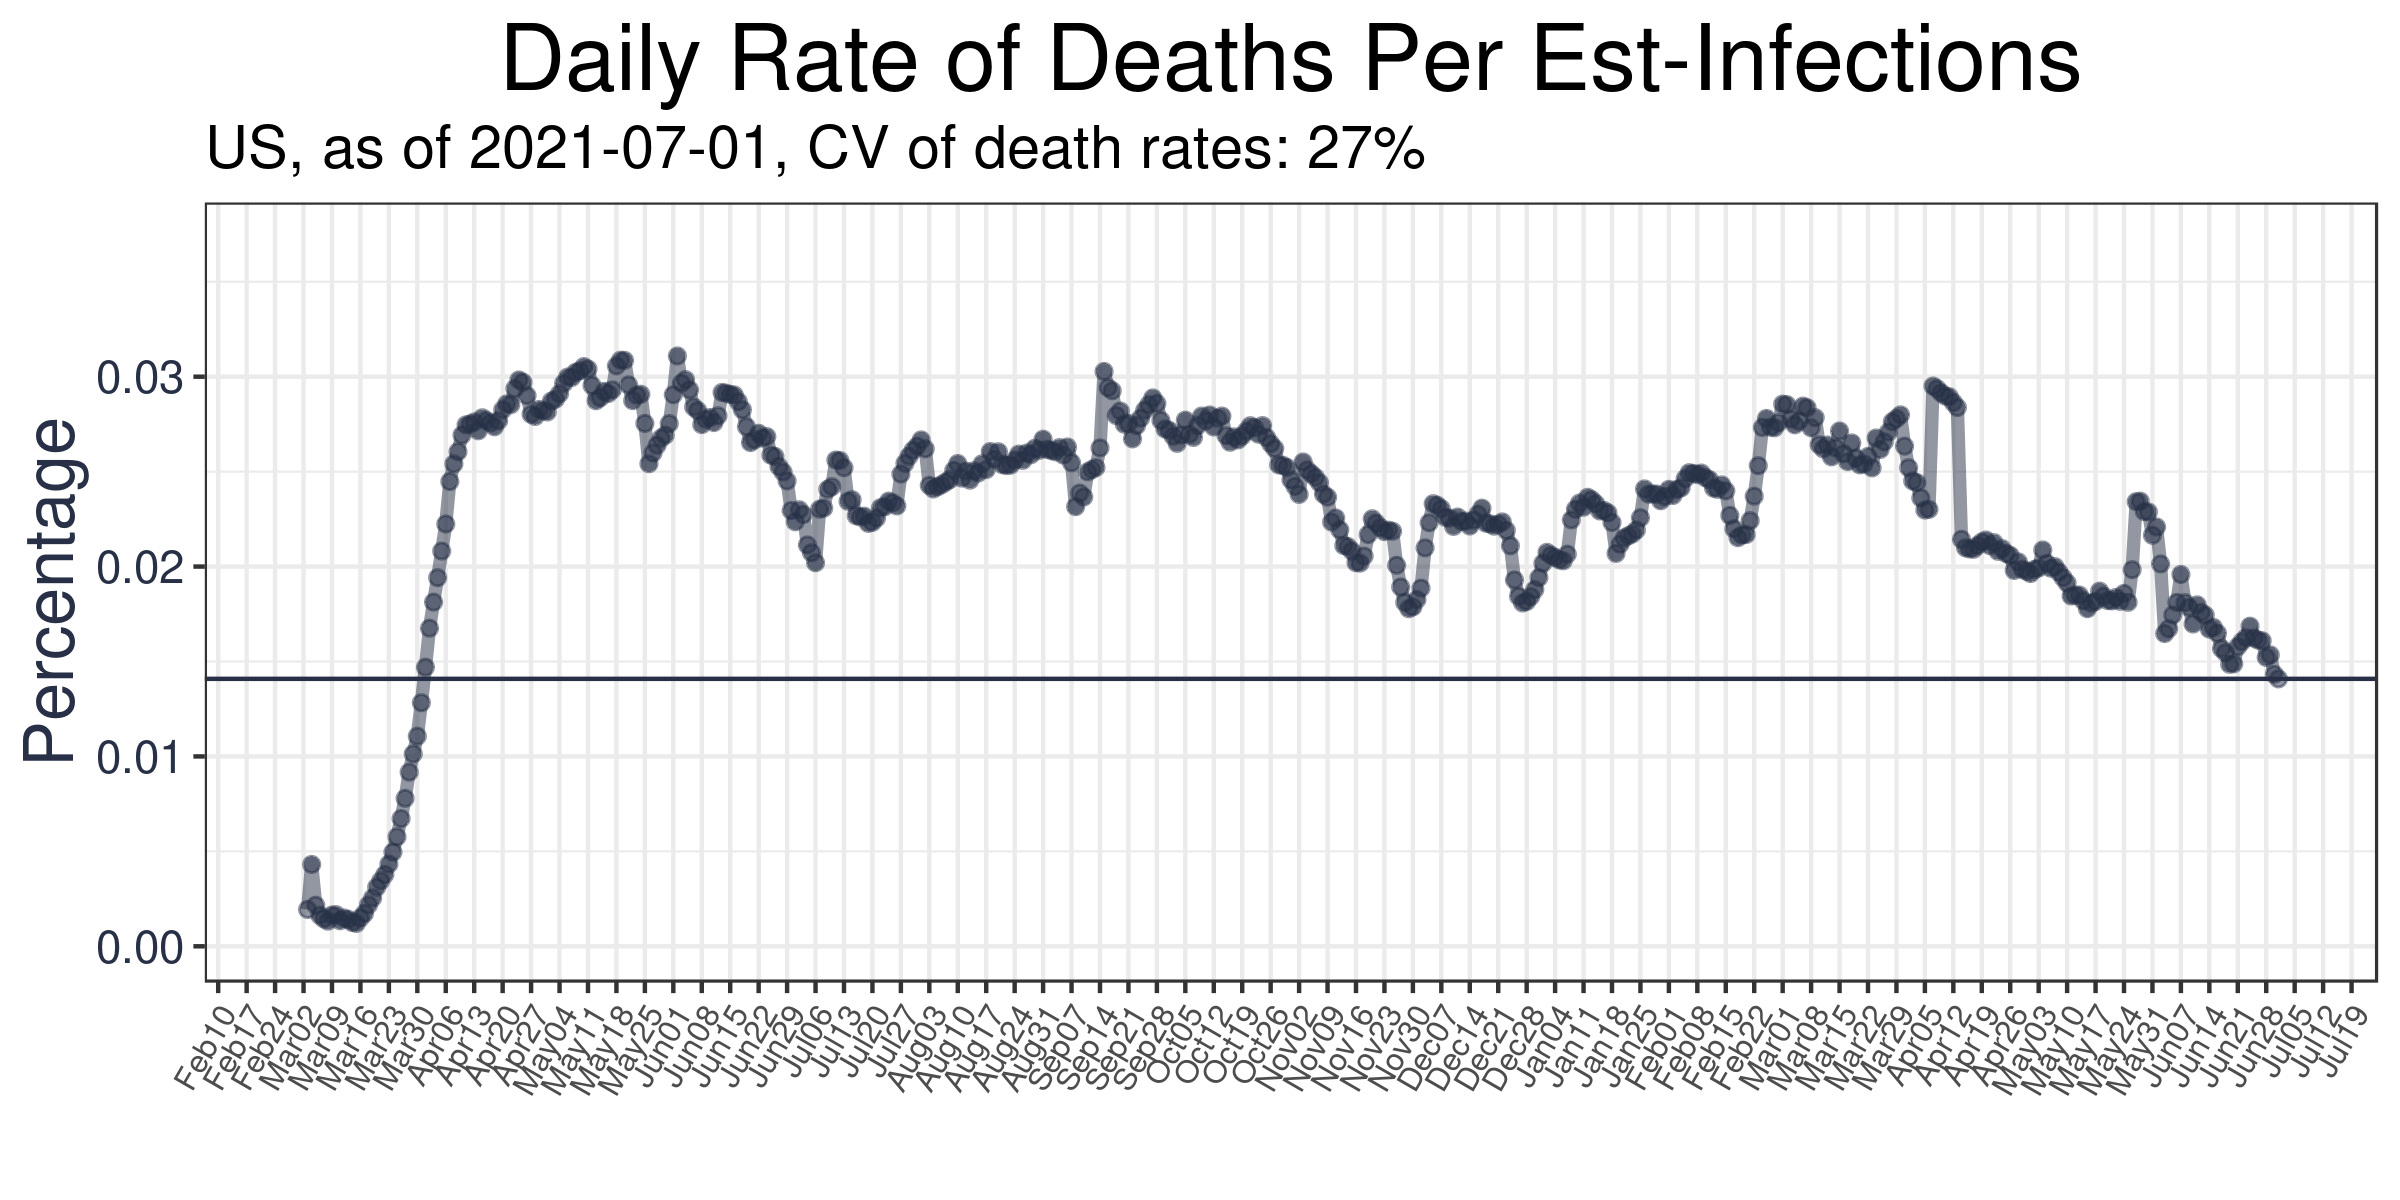 Daily Rate of Deaths Per Est-Infections
US, as of 2021-07-01, CV of death rates: 27%
Percentage
0.03
0.02
0.01
0.00
Feb10
Feb17
Feb24
Mar02
Mar09
Mar16
Mar23
Mar30
Apr06
Apr13
Apr20
Apr27
May04
May11
May18
May25
Jun01
Jun08
Jun15
Jun22
Jun29
Jul06
Jul13
Jul20
Jul27
Aug03
Aug10
Aug17
Aug24
Aug31
Sep07
Sep14
Sep21
Sep28
Oct05
Oct12
Oct19
Oct26
Nov02
Nov09
Nov16
Nov23
Nov30
Dec07
Dec14
Dec21
Dec28
Jan04
Jan11
Jan18
Jan25
Feb01
Feb08
Feb15
Feb22
Mar01
Mar08
Mar15
Mar22
Mar29
Apr05
Apr12
Apr19
Apr26
May03
May10
May17
May24
May31
Jun07
Jun14
Jun21
Jun28
Jul05
Jul12
Jul19